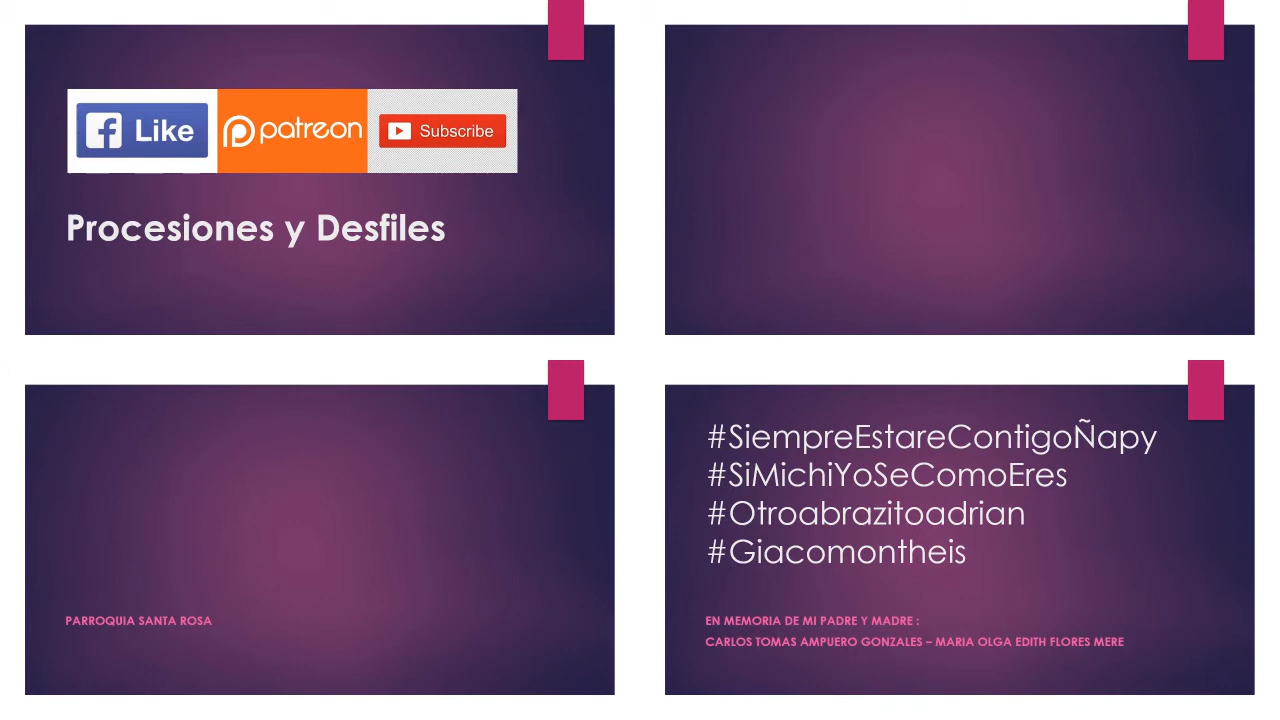 Like
patreon
Subscribe
Procesiones y Desfiles
PARROQUIA SANTA ROSA
#SiempreEstareContigoÑapy
#SiMichiYoSeComoEres
#Otroabrazitoadrian
#Giacomontheis
EN MEMORIA DE MI PADRE Y MADRE :
CARLOS TOMAS AMPUERO GONZALES – MARIA OLGA EDITH FLORES MERE